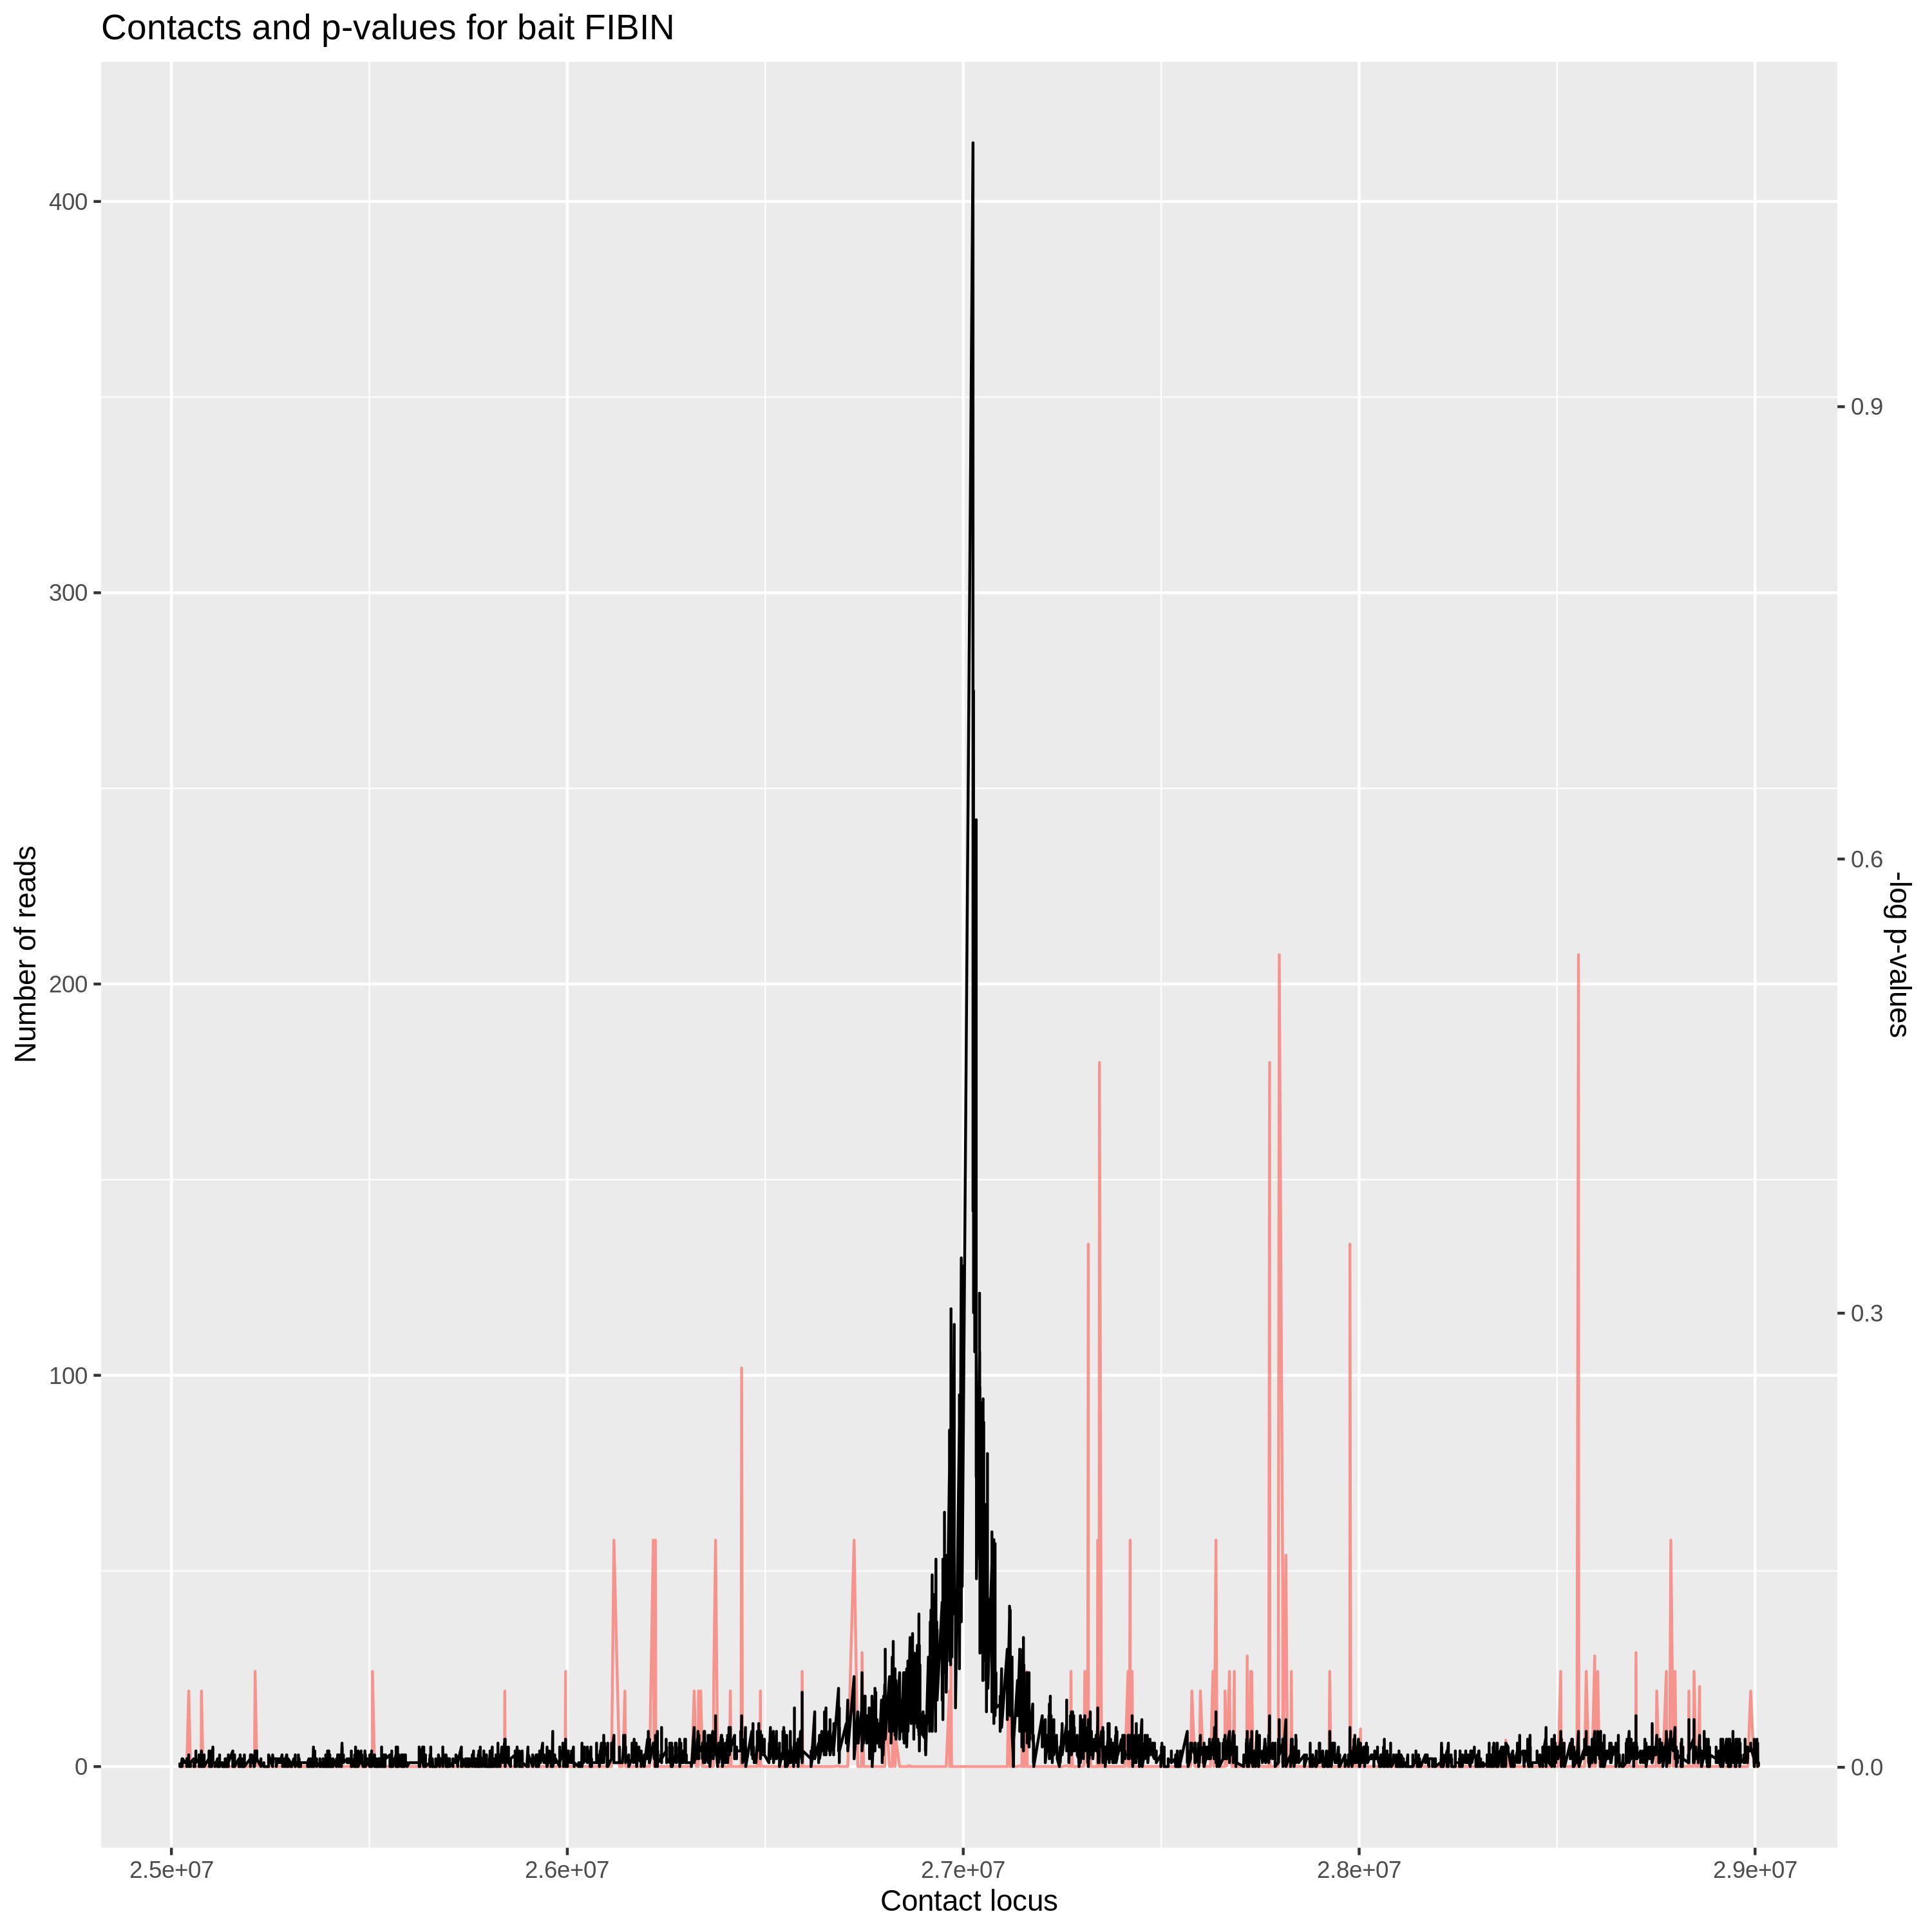 Contacts and p-values for bait FIBIN
400
300
200
100
0
Number of reads
0.9
0.6
0.3
0.0
-log p-values
2.5e+07
2.6e+07
2.7e+07
2.8e+07
2.9e+07
Contact locus